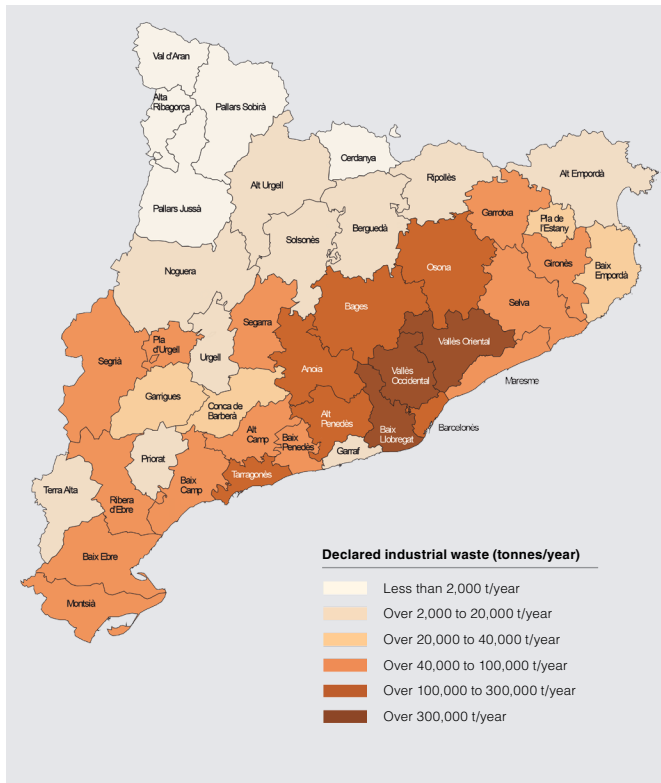 Val d'Aran
Alta
Ribagorça
Pallars Sobirà
Cerdanya
Ripollès
Alt Empordà
Alt Urgell
Pallars Jussà
Garrotxa
Pla de
l'Estany
Berguedà
Solsonès
Osona
Gironès
Baix
Empordà
Noguera
Bages
Selva
Segarra
Vallès Oriental
Pla
d'Urgell
Urgell
Segrià
Anoia
Vallès
Occidental
Maresme
Garrigues
Conca de
Barberà
Alt
Penedès
Baix
Llobregat
Barcelonès
Alt
Camp
Baix
Penedès
Garraf
Priorat
Tarragonès
Terra Alta
Ribera
d'Ebre
Baix
Camp
Baix Ebre
Montsià
Declared industrial waste (tonnes/year)
Less than 2,000 t/year
Over 2,000 to 20,000 t/year
Over 20,000 to 40,000 t/year
Over 40,000 to 100,000 t/year
Over 100,000 to 300,000 t/year
Over 300,000 t/year